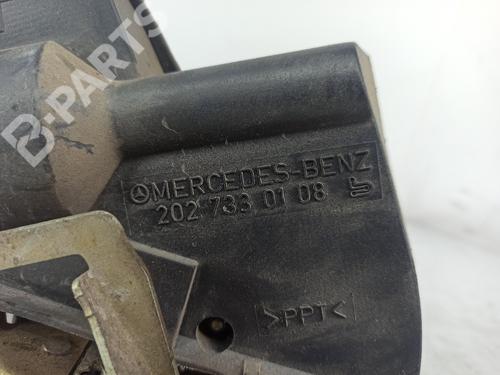 B-PARTS
MERCEDES-BENZ
202 733 01 08
>PPT<